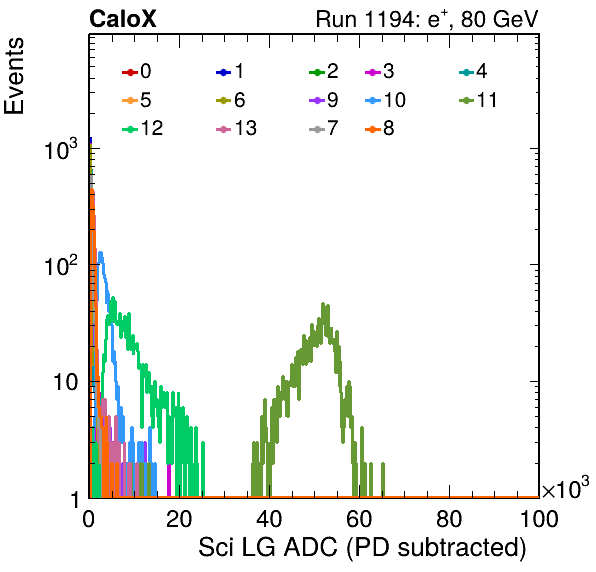 CaloX Run 1194: e⁺, 80 GeV
Events
0 1 2 3 4
5 6 9 10 11
12 13 7 8
10³
10²
10
1
0 20 40 60 80 100
×10³
Sci LG ADC (PD subtracted)